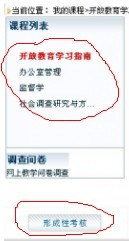 当前位置：我的课程>开放教育学
课程列表
开放教育学习指南
办公室管理
监督学
社会调查研究与方...
调查问卷
网上教学问卷调查
形成性考核